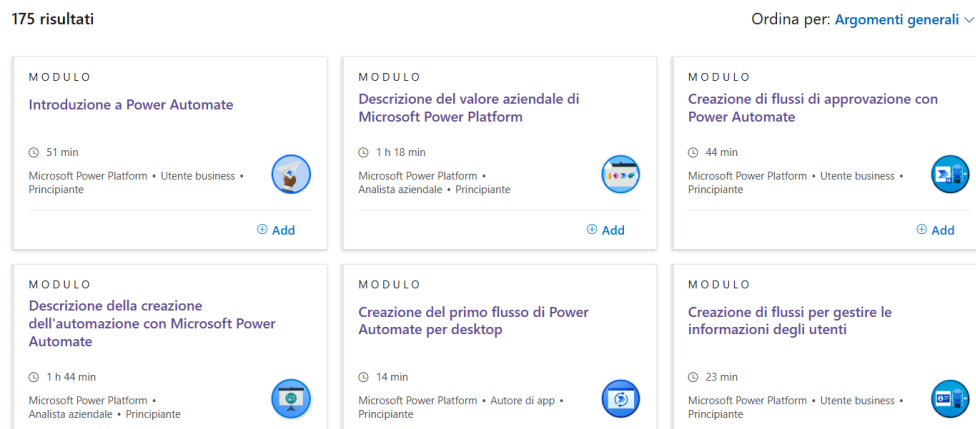 175 risultati
Ordina per: Argomenti generali
MODULO
Introduzione a Power Automate
51 min
Microsoft Power Platform • Utente business •
Principiante
Add
MODULO
Descrizione del valore aziendale di
Microsoft Power Platform
1 h 18 min
Microsoft Power Platform •
Analista aziendale • Principiante
Add
MODULO
Creazione di flussi di approvazione con
Power Automate
44 min
Microsoft Power Platform • Utente business •
Principiante
Add
MODULO
Descrizione della creazione
dell'automazione con Microsoft Power
Automate
1 h 44 min
Microsoft Power Platform •
Analista aziendale • Principiante
MODULO
Creazione del primo flusso di Power
Automate per desktop
14 min
Microsoft Power Platform • Autore di app •
Principiante
MODULO
Creazione di flussi per gestire le
informazioni degli utenti
23 min
Microsoft Power Platform • Utente business •
Principiante